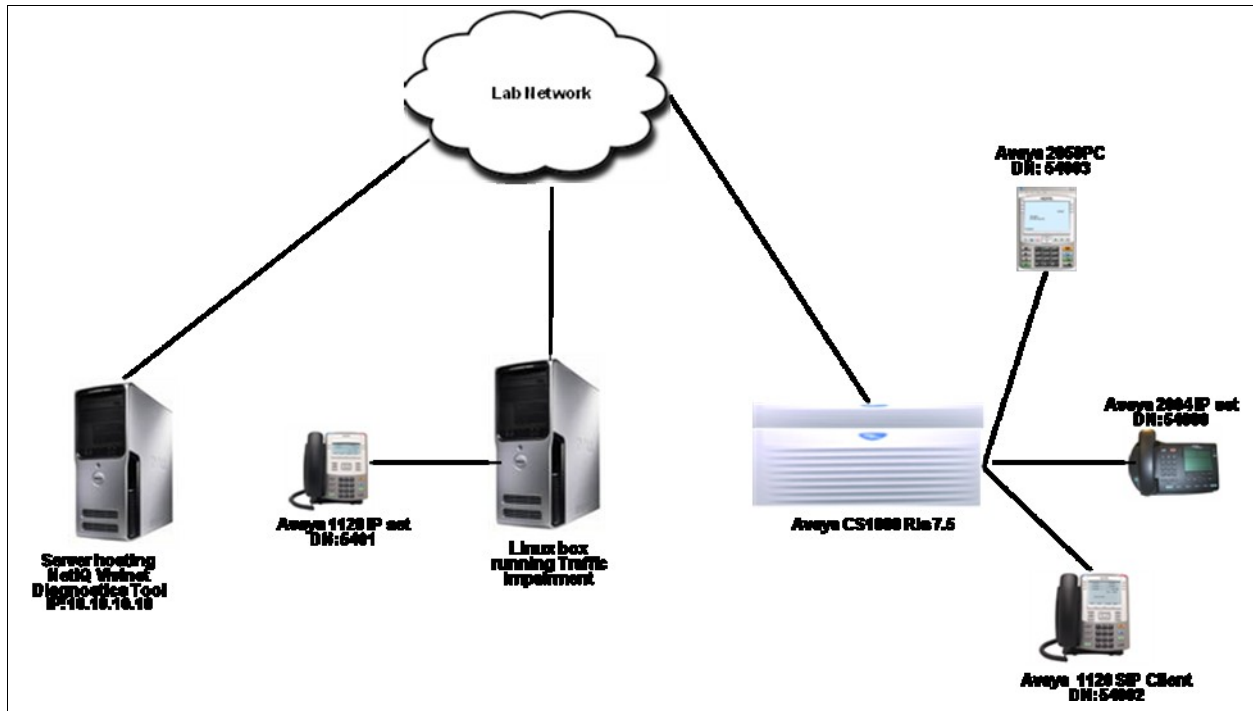 Lab Network
Avaya 2050PC
DN: 54003
Avaya 2004 IP set
DN:54000
Avaya 1120 IP set
DN:5401
Avaya CS1000 Rls 7.5
Server hosting
NetIQ Vivinet
Diagnostics Tool
IP:10.10.10.10
Linux box
running Traffic
Impairment
Avaya 1120 SIP Client
DN:54002